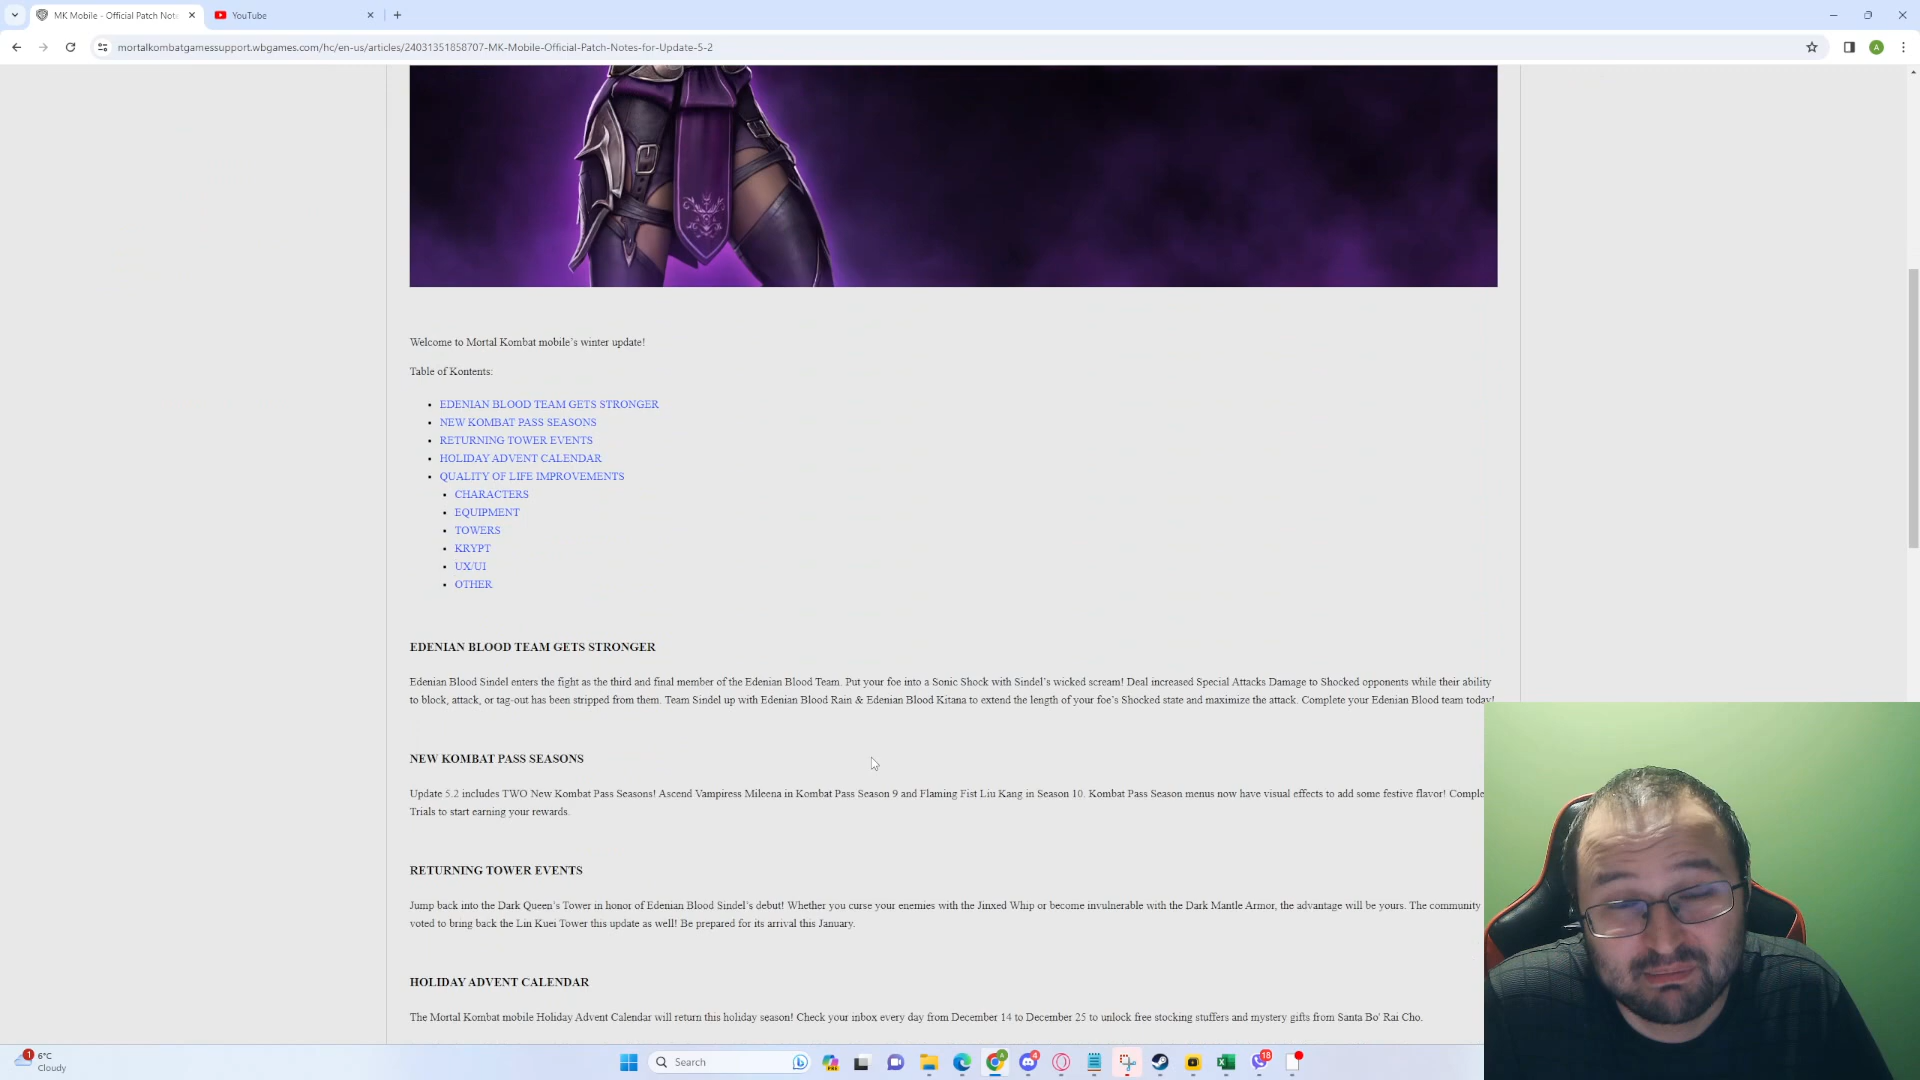 MK Mobile - Official Patch Note
YouTube
mortalkombatgamessupport.wbgames.com/hc/en-us/articles/24031351858707-MK-Mobile-Official-Patch-Notes-for-Update-5-2
A
Welcome to Mortal Kombat mobile's winter update!
Table of Kontents:
EDENIAN BLOOD TEAM GETS STRONGER
NEW KOMBAT PASS SEASONS
RETURNING TOWER EVENTS
HOLIDAY ADVENT CALENDAR
QUALITY OF LIFE IMPROVEMENTS
CHARACTERS
EQUIPMENT
TOWERS
KRYPT
UX/UI
OTHER
EDENIAN BLOOD TEAM GETS STRONGER
Edenian Blood Sindel enters the fight as the third and final member of the Edenian Blood Team. Put your foe into a Sonic Shock with Sindel's wicked scream! Deal increased Special Attacks Damage to Shocked opponents while their ability
to block, attack, or tag-out has been stripped from them. Team Sindel up with Edenian Blood Rain & Edenian Blood Kitana to extend the length of your foe's Shocked state and maximize the attack. Complete your Edenian Blood team today!
NEW KOMBAT PASS SEASONS
Update 5.2 includes TWO New Kombat Pass Seasons! Ascend Vampiress Mileena in Kombat Pass Season 9 and Flaming Fist Liu Kang in Season 10. Kombat Pass Season menus now have visual effects to add some festive flavor! Comple
Trials to start earning your rewards.
RETURNING TOWER EVENTS
Jump back into the Dark Queen's Tower in honor of Edenian Blood Sindel's debut! Whether you curse your enemies with the Jinxed Whip or become invulnerable with the Dark Mantle Armor, the advantage will be yours. The community
voted to bring back the Lin Kuei Tower this update as well! Be prepared for its arrival this January.
HOLIDAY ADVENT CALENDAR
The Mortal Kombat mobile Holiday Advent Calendar will return this holiday season! Check your inbox every day from December 14 to December 25 to unlock free stocking stuffers and mystery gifts from Santa Bo' Rai Cho.
1
6°C
Cloudy
Search
PRE
A
4
18